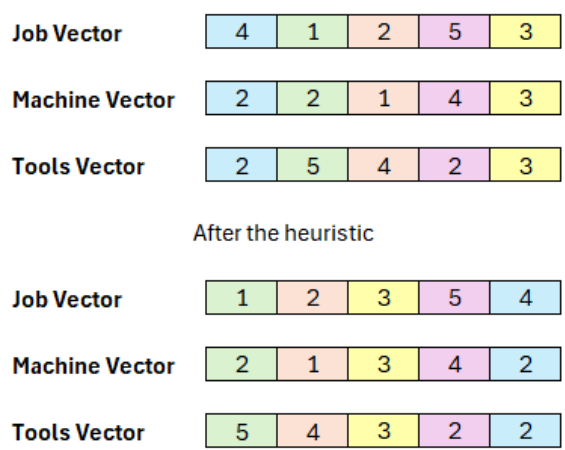 Job Vector 4 1 2 5 3
Machine Vector 2 2 1 4 3
Tools Vector 2 5 4 2 3
After the heuristic
Job Vector 1 2 3 5 4
Machine Vector 2 1 3 4 2
Tools Vector 5 4 3 2 2